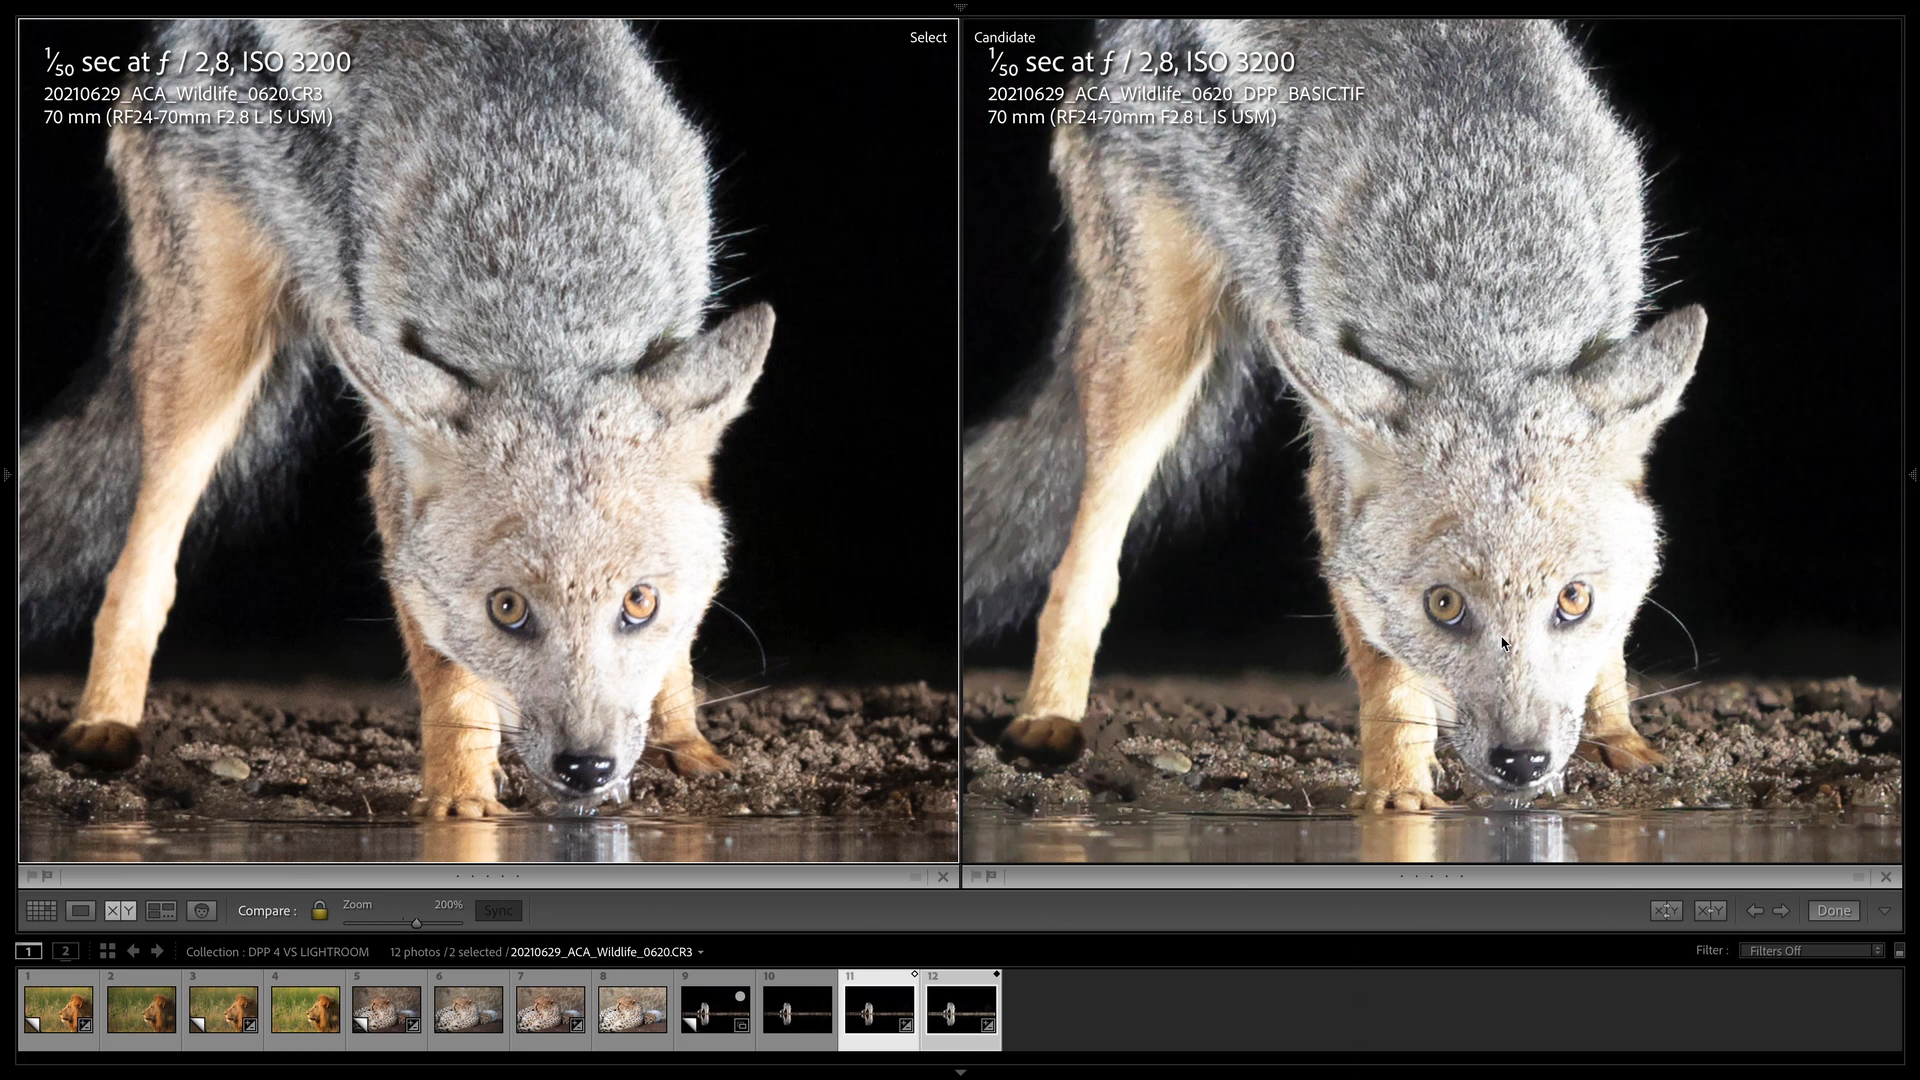 Select
1/50 sec at ƒ / 2,8, ISO 3200
20210629_ACA_Wildlife_0620.CR3
70 mm (RF24-70mm F2.8 L IS USM)
Candidate
1/50 sec at ƒ / 2,8, ISO 3200
20210629_ACA_Wildlife_0620_DPP_BASIC.TIF
70 mm (RF24-70mm F2.8 L IS USM)
X Y
Compare :
Zoom 200%
Sync
X Y
X Y
Done
1 2
Collection : DPP 4 VS LIGHTROOM
12 photos / 2 selected / 20210629_ACA_Wildlife_0620.CR3
Filter : Filters Off
1 2 3 4 5 6 7 8 9 10 11 12